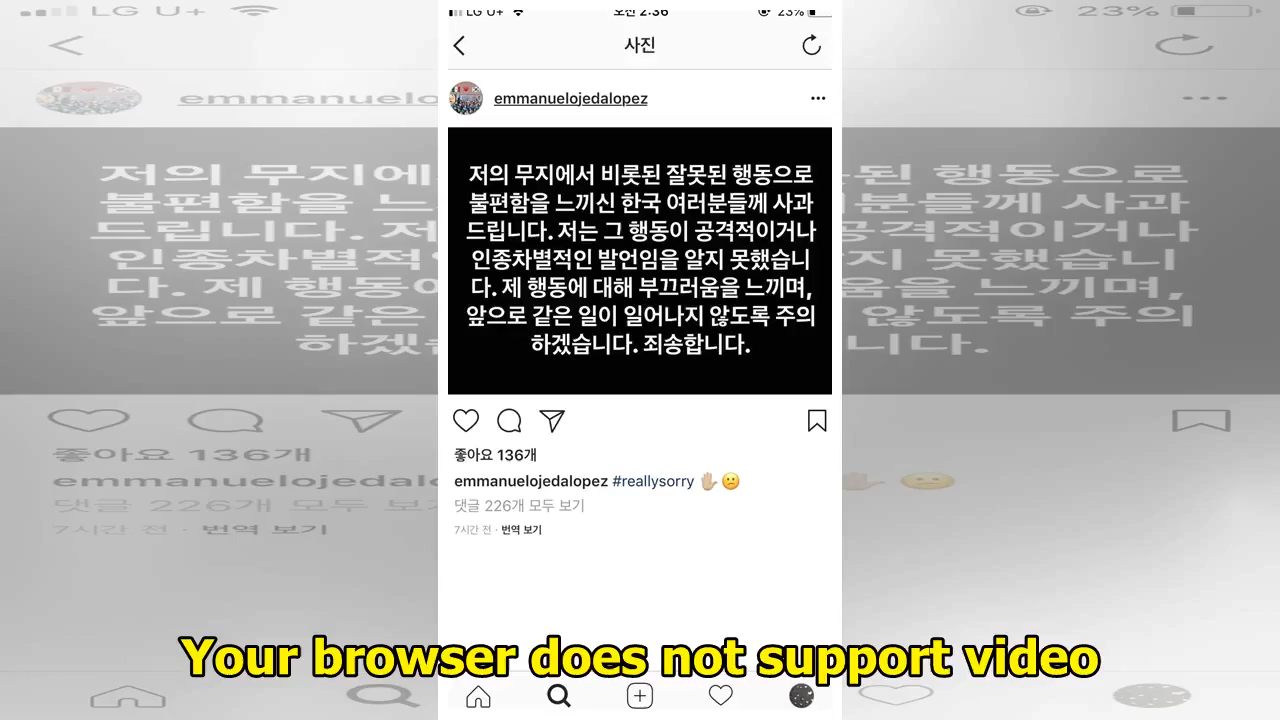 LG U+ 오전 2:36 23%
사진
emmanuelojedalopez
저의 무지에서 비롯된 잘못된 행동으로
불편함을 느끼신 한국 여러분들께 사과
드립니다. 저는 그 행동이 공격적이거나
인종차별적인 발언임을 알지 못했습니
다. 제 행동에 대해 부끄러움을 느끼며,
앞으로 같은 일이 일어나지 않도록 주의
하겠습니다. 죄송합니다.
좋아요 136개
emmanuelojedalopez #reallysorry ✋🏼😕
댓글 226개 모두 보기
7시간 전 · 번역 보기
Your browser does not support video